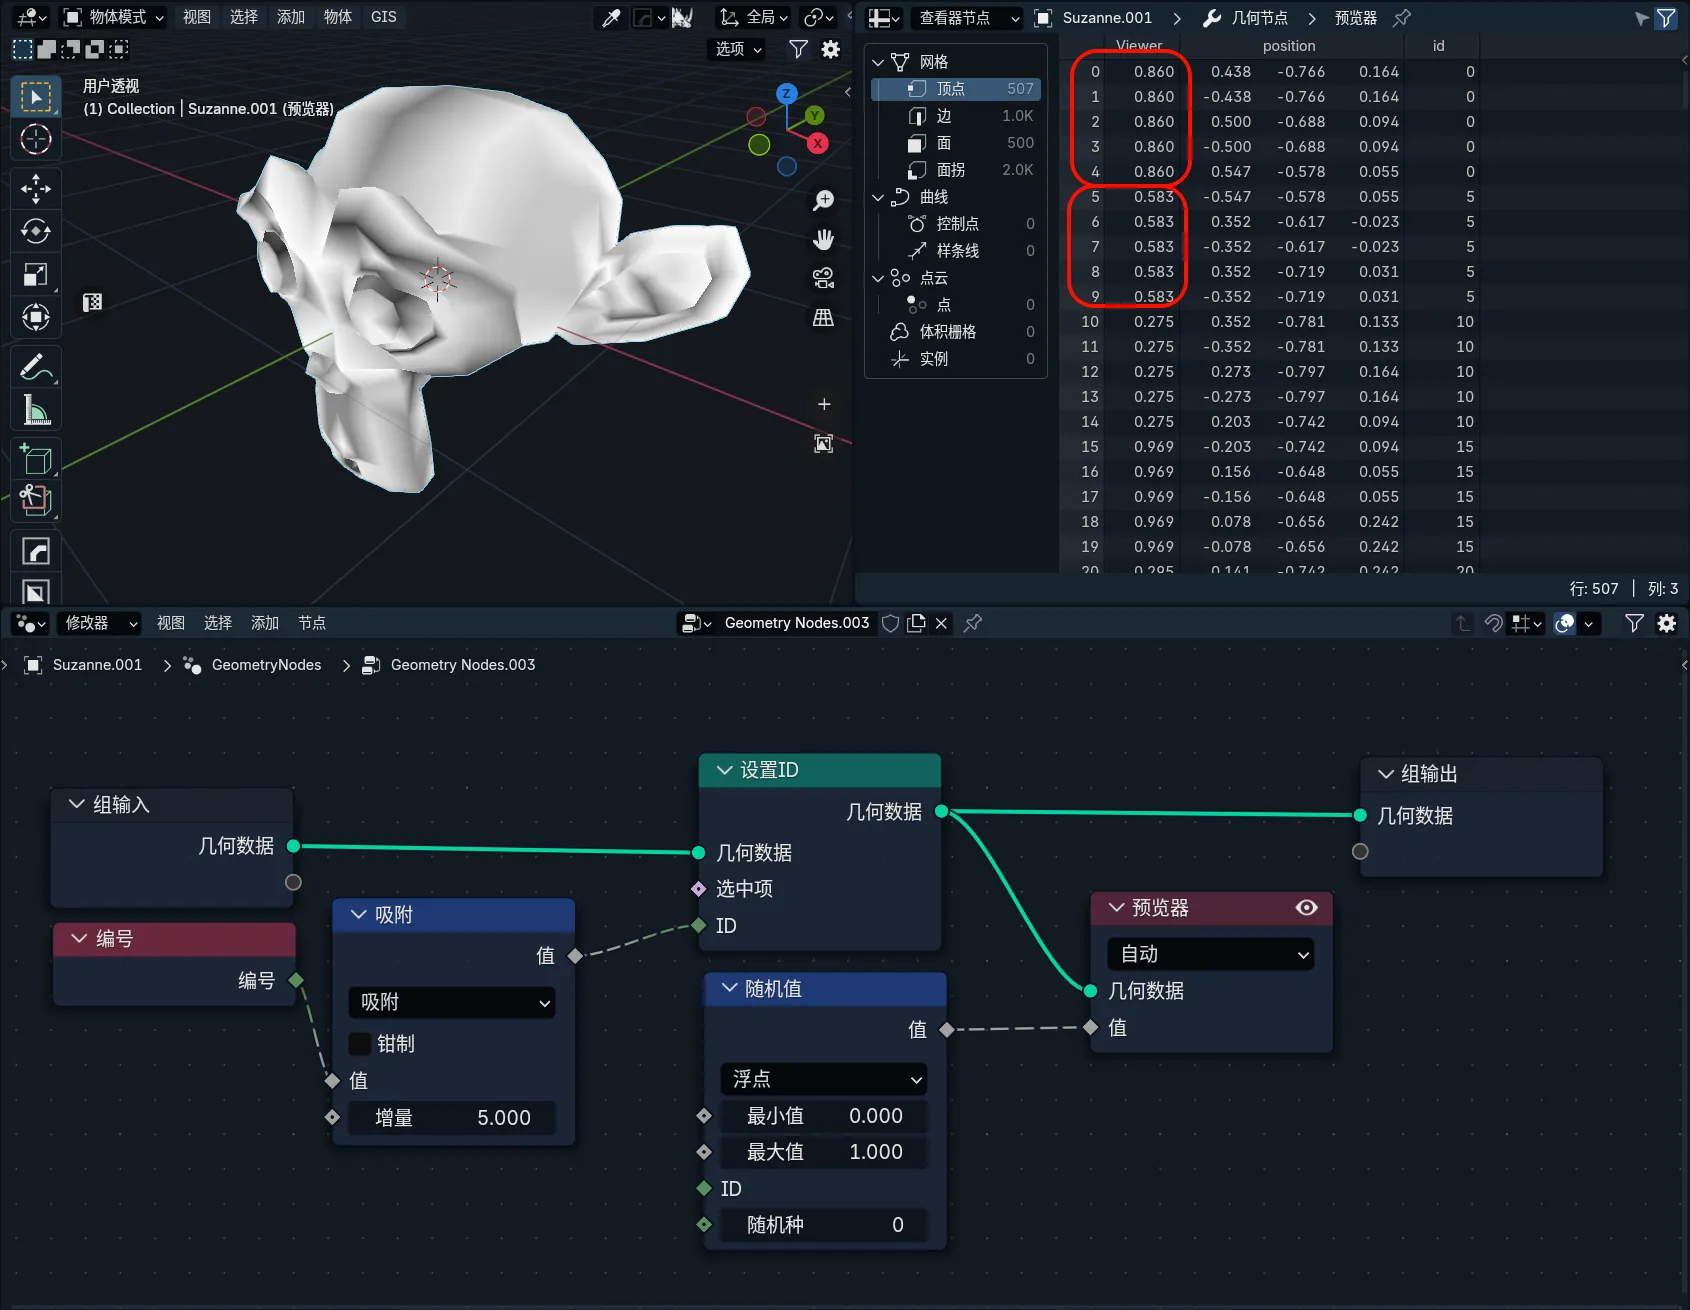 物体模式 视图 选择 添加 物体 GIS 全局
选项
用户透视
(1) Collection | Suzanne.001 (预览器)
Z
Y
X
查看器节点 Suzanne.001 几何节点 预览器
网格
顶点 507
边 1.0K
面 500
面拐 2.0K
曲线
控制点 0
样条线 0
点云
点 0
体积栅格 0
实例 0
Viewer position id
0 0.860 0.438 -0.766 0.164 0
1 0.860 -0.438 -0.766 0.164 0
2 0.860 0.500 -0.688 0.094 0
3 0.860 -0.500 -0.688 0.094 0
4 0.860 0.547 -0.578 0.055 0
5 0.583 -0.547 -0.578 0.055 5
6 0.583 0.352 -0.617 -0.023 5
7 0.583 -0.352 -0.617 -0.023 5
8 0.583 0.352 -0.719 0.031 5
9 0.583 -0.352 -0.719 0.031 5
10 0.275 0.352 -0.781 0.133 10
11 0.275 -0.352 -0.781 0.133 10
12 0.275 0.273 -0.797 0.164 10
13 0.275 -0.273 -0.797 0.164 10
14 0.275 0.203 -0.742 0.094 10
15 0.969 -0.203 -0.742 0.094 15
16 0.969 0.156 -0.648 0.055 15
17 0.969 -0.156 -0.648 0.055 15
18 0.969 0.078 -0.656 0.242 15
19 0.969 -0.078 -0.656 0.242 15
20 0.295 0.141 -0.742 0.242 20
行: 507 | 列: 3
修改器 视图 选择 添加 节点 Geometry Nodes.003
Suzanne.001 GeometryNodes Geometry Nodes.003
组输入
几何数据
编号
编号
吸附
值
吸附
钳制
值
增量 5.000
设置ID
几何数据
几何数据
选中项
ID
随机值
值
浮点
最小值 0.000
最大值 1.000
ID
随机种 0
预览器
自动
几何数据
值
组输出
几何数据